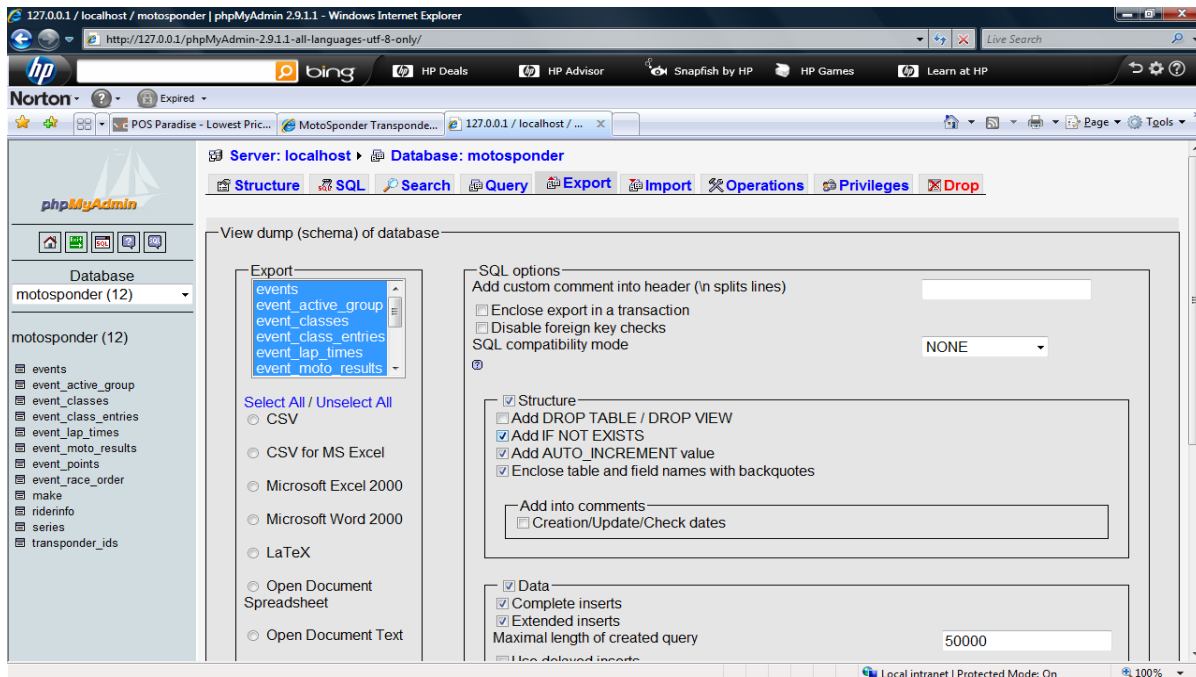 127.0.0.1 / localhost / motosponder | phpMyAdmin 2.9.1.1 - Windows Internet Explorer
http://127.0.0.1/phpMyAdmin-2.9.1.1-all-languages-utf-8-only/
Live Search
hp
bing
HP Deals
HP Advisor
Snapfish by HP
HP Games
Learn at HP
Norton
Expired
POS Paradise - Lowest Pric...
MotoSponder Transponde...
127.0.0.1 / localhost / ...
Page
Tools
phpMyAdmin
SQL
Database
motosponder (12)
motosponder (12)
events
event_active_group
event_classes
event_class_entries
event_lap_times
event_moto_results
event_points
event_race_order
make
riderinfo
series
transponder_ids
Server: localhost
Database: motosponder
Structure
SQL
Search
Query
Export
Import
Operations
Privileges
Drop
View dump (schema) of database
Export
events
event_active_group
event_classes
event_class_entries
event_lap_times
event_moto_results
Select All / Unselect All
CSV
CSV for MS Excel
Microsoft Excel 2000
Microsoft Word 2000
LaTeX
Open Document
Spreadsheet
Open Document Text
SQL options
Add custom comment into header (\n splits lines)
Enclose export in a transaction
Disable foreign key checks
SQL compatibility mode
NONE
Structure
Add DROP TABLE / DROP VIEW
Add IF NOT EXISTS
Add AUTO_INCREMENT value
Enclose table and field names with backquotes
Add into comments
Creation/Update/Check dates
Data
Complete inserts
Extended inserts
Maximal length of created query
50000
Use delayed inserts
Local intranet | Protected Mode: On
100%